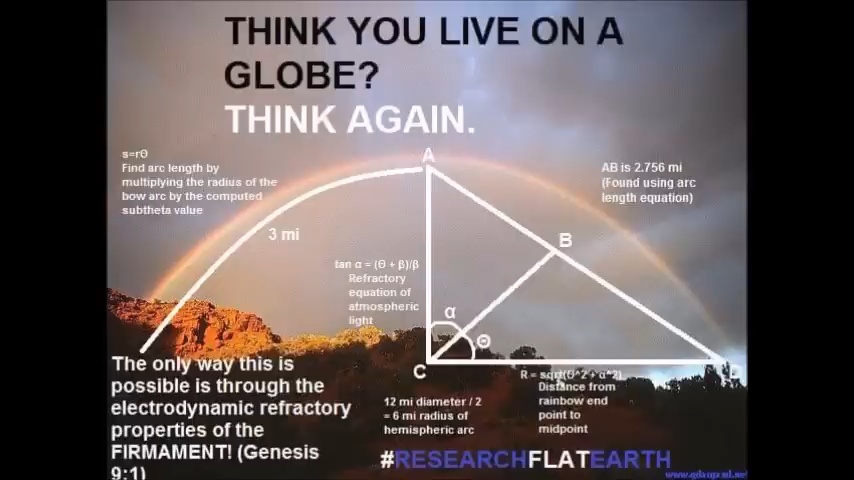 THINK YOU LIVE ON A
GLOBE?
THINK AGAIN.
s=rΘ
Find arc length by
multiplying the radius of the
bow arc by the computed
subtheta value
A
AB is 2.756 mi
(Found using arc
length equation)
3 mi
B
tan α = (Θ + β)/β
Refractory
equation of
atmospheric
light
α
Θ
C
D
The only way this is
possible is through the
electrodynamic refractory
properties of the
FIRMAMENT! (Genesis
9:1)
12 mi diameter / 2
= 6 mi radius of
hemispheric arc
R = sqrt(Θ^2 + α^2)
Distance from
rainbow end
point to
midpoint
#RESEARCHFLATEARTH